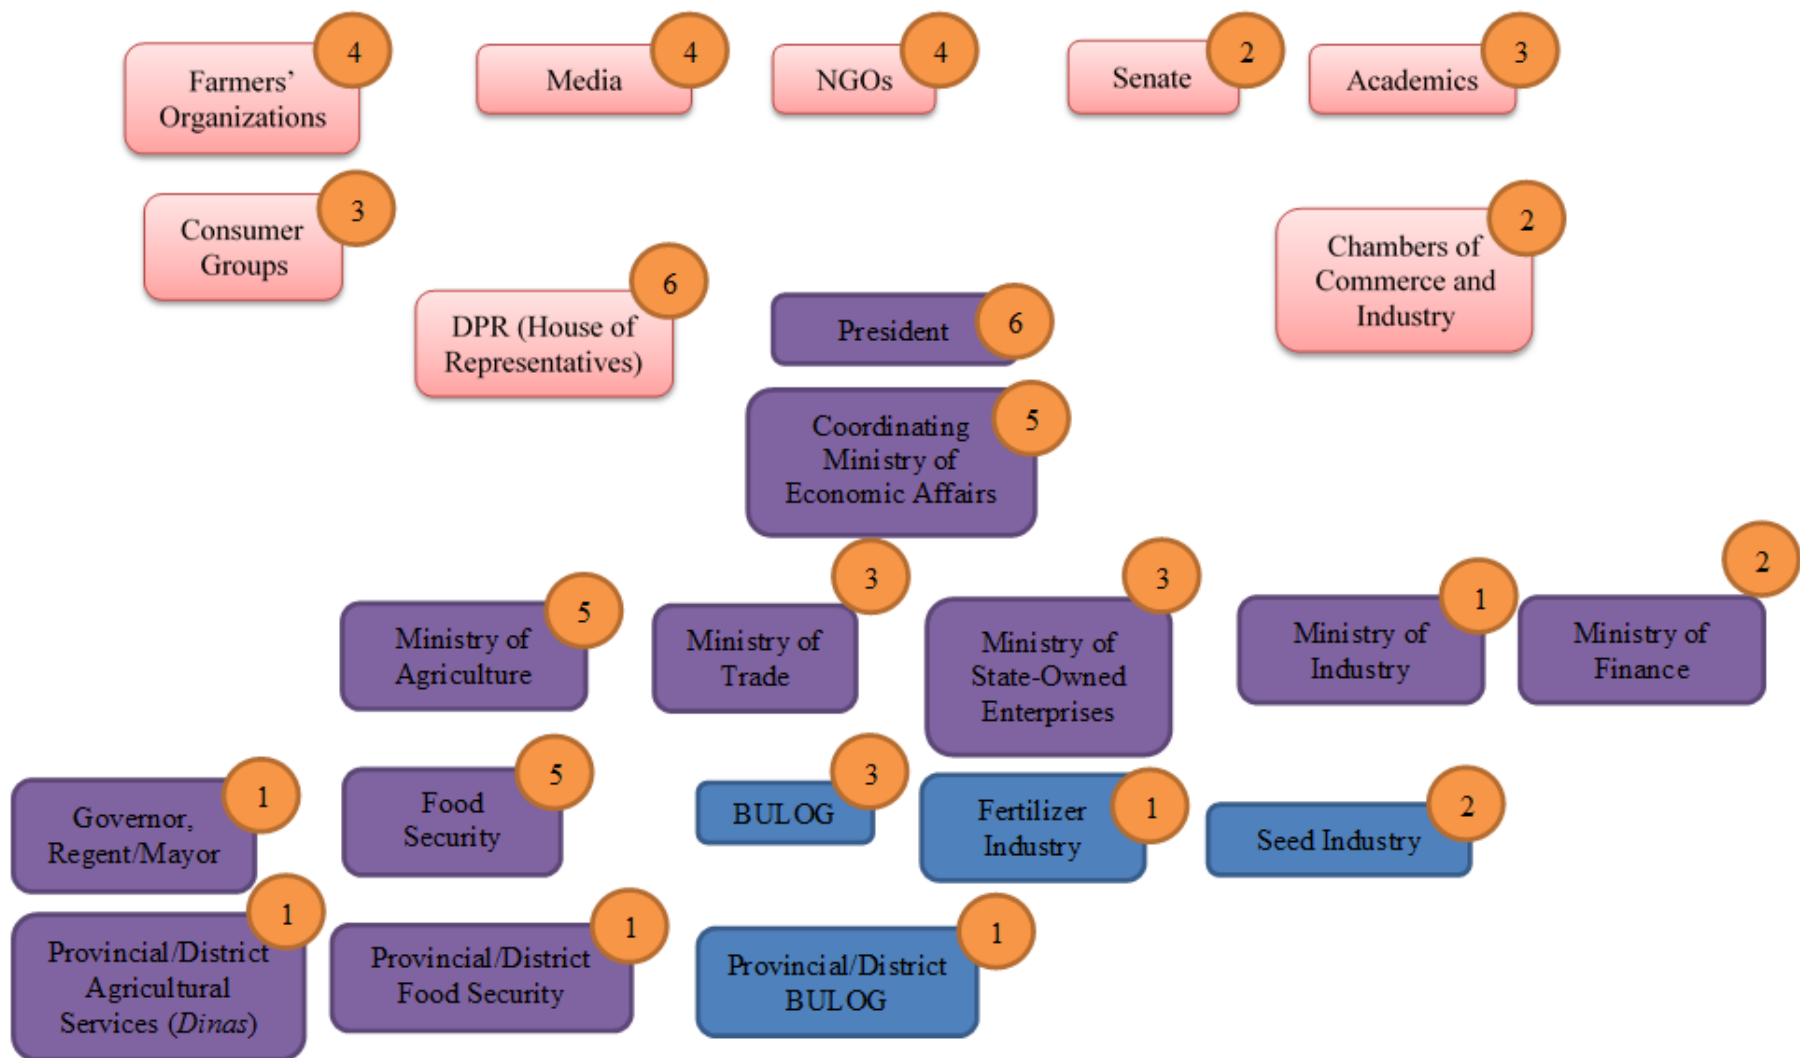 4
Farmers’
Organizations
4
Media
4
NGOs
2
Senate
3
Academics
3
Consumer
Groups
2
Chambers of
Commerce and
Industry
6
DPR (House of
Representatives)
6
President
5
Coordinating
Ministry of
Economic Affairs
5
Ministry of
Agriculture
3
Ministry of
Trade
3
Ministry of
State-Owned
Enterprises
1
Ministry of
Industry
2
Ministry of
Finance
1
Governor,
Regent/Mayor
5
Food
Security
3
BULOG
1
Fertilizer
Industry
2
Seed Industry
1
Provincial/District
Agricultural
Services (Dinas)
1
Provincial/District
Food Security
1
Provincial/District
BULOG